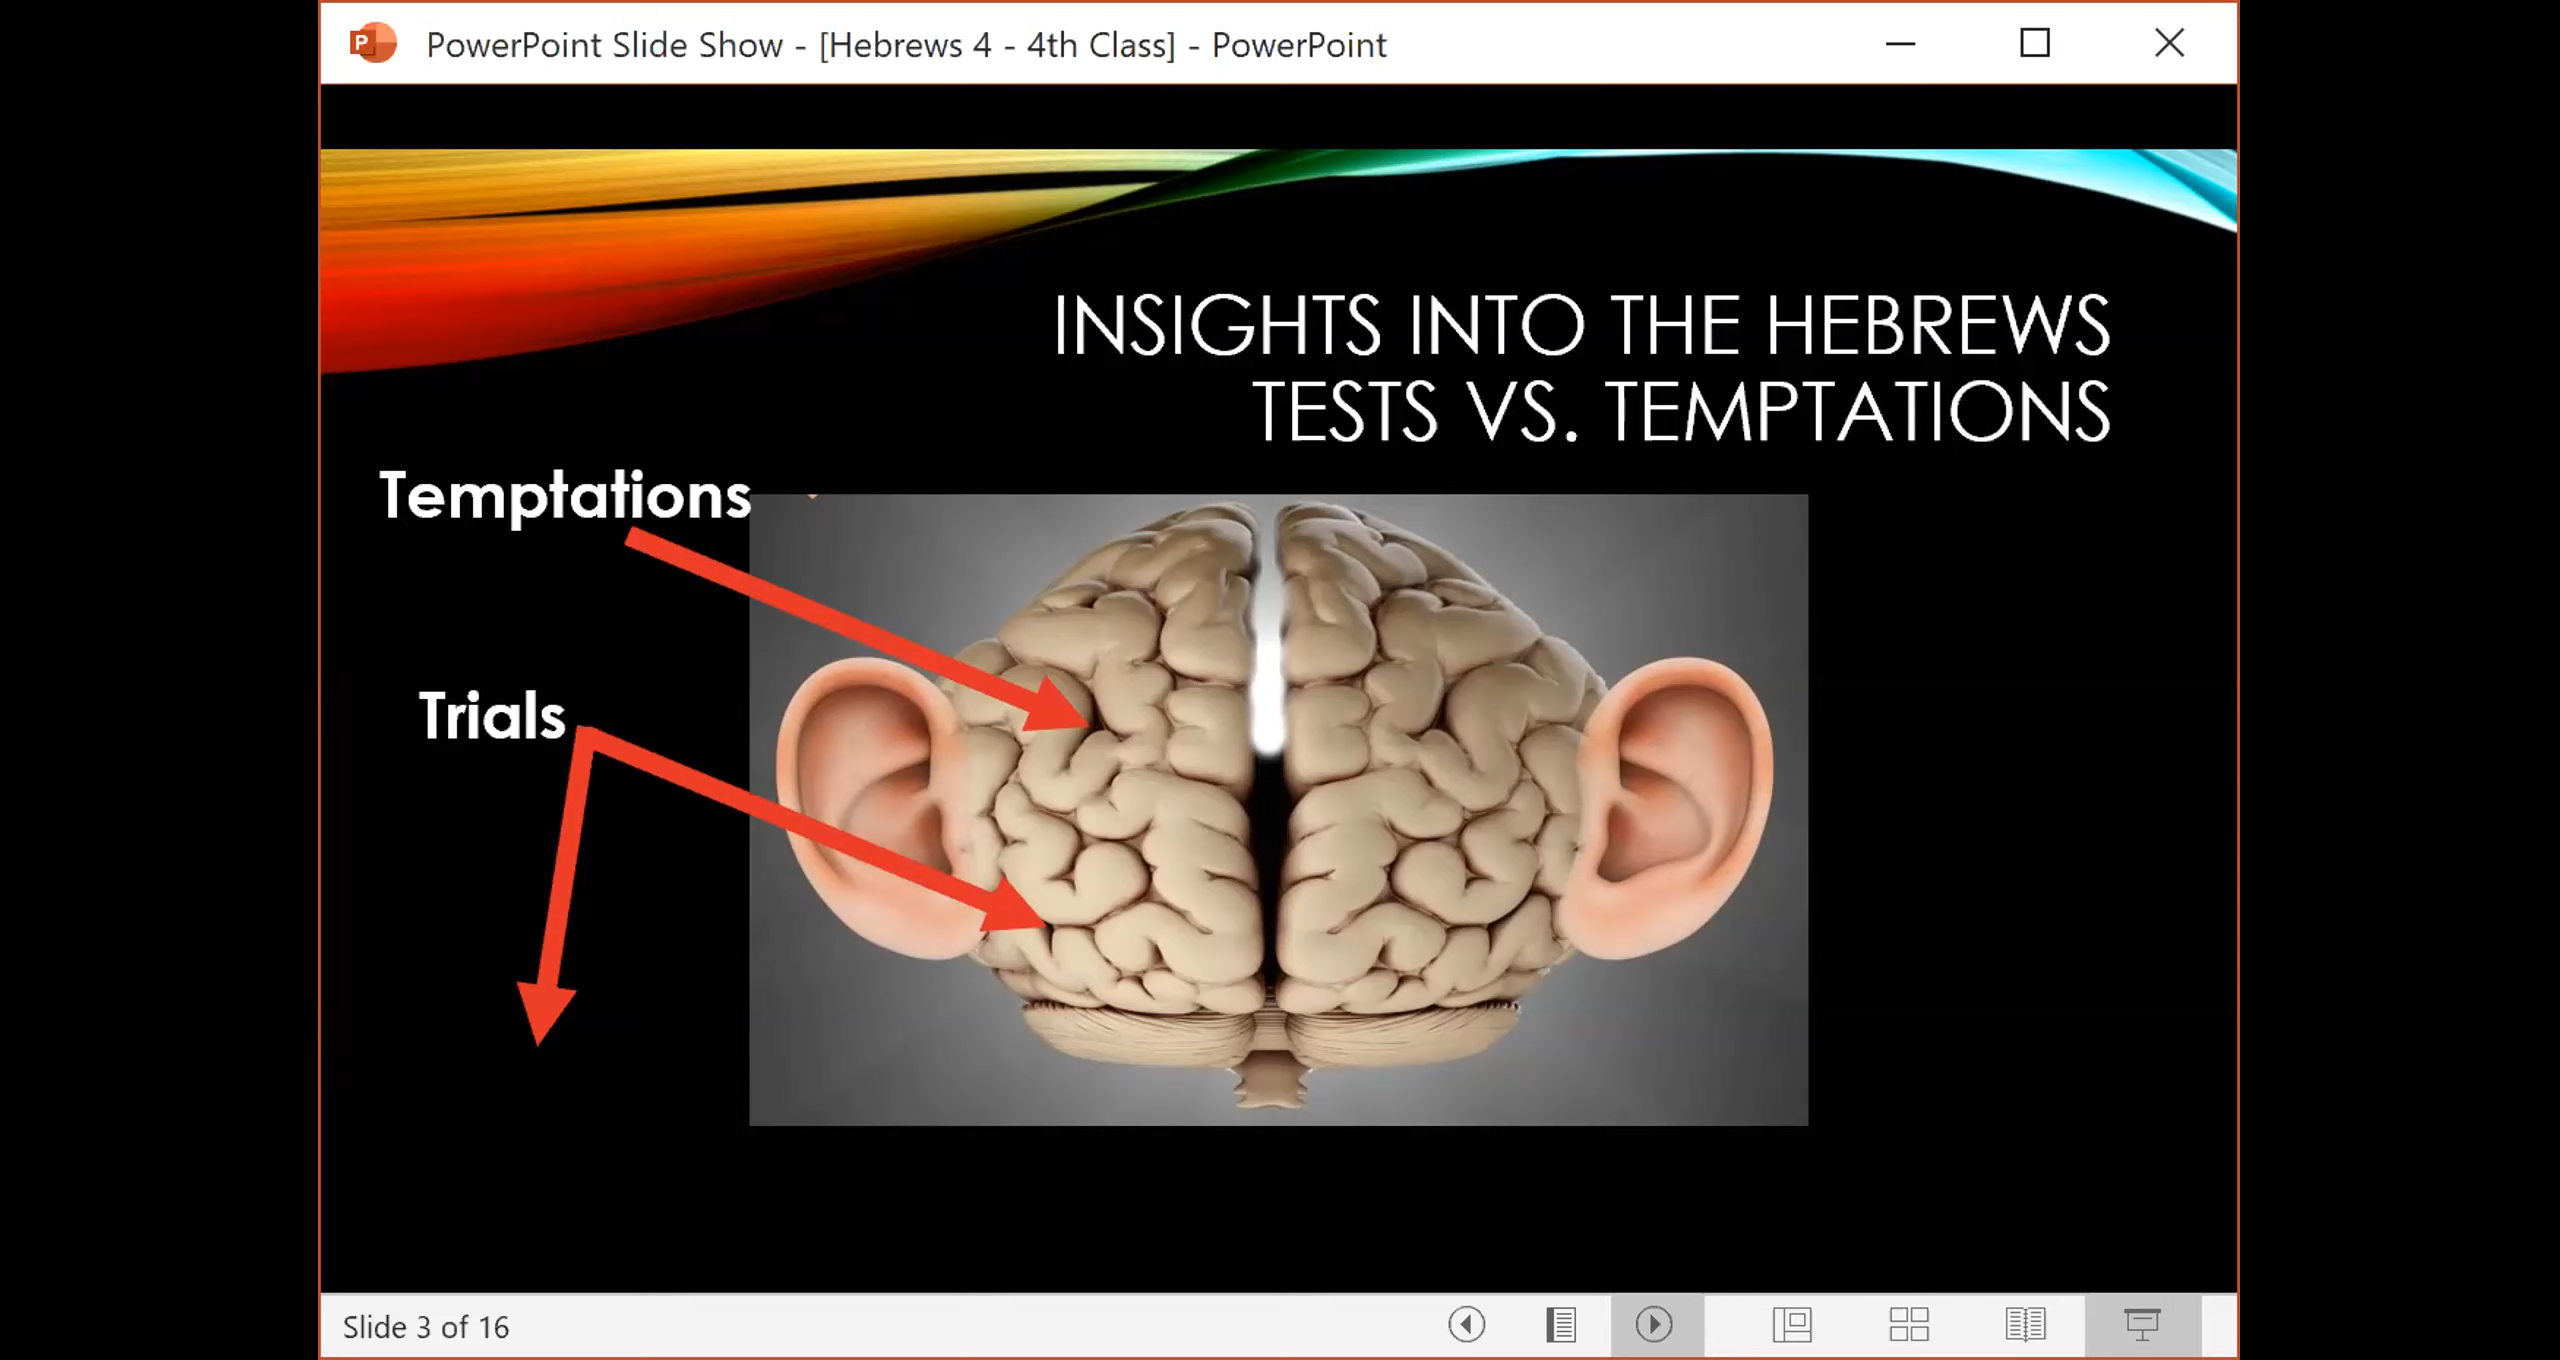 PowerPoint Slide Show - [Hebrews 4 - 4th Class] - PowerPoint
INSIGHTS INTO THE HEBREWS
TESTS VS. TEMPTATIONS
Temptations
Trials
Slide 3 of 16